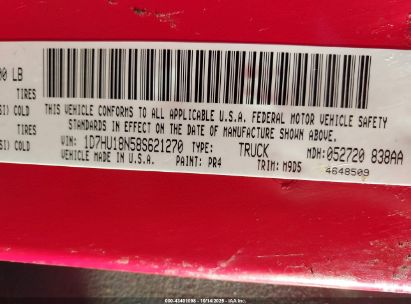 00 LB
TIRES
SI) COLD
TIRES
SI) COLD
THIS VEHICLE CONFORMS TO ALL APPLICABLE U.S.A. FEDERAL MOTOR VEHICLE SAFETY
STANDARDS IN EFFECT ON THE DATE OF MANUFACTURE SHOWN ABOVE.
VIN: 1D7HU18N58S621270 TYPE: TRUCK MDH: 052720 838AA
VEHICLE MADE IN U.S.A. PAINT: PR4 TRIM: M9D5 4648509